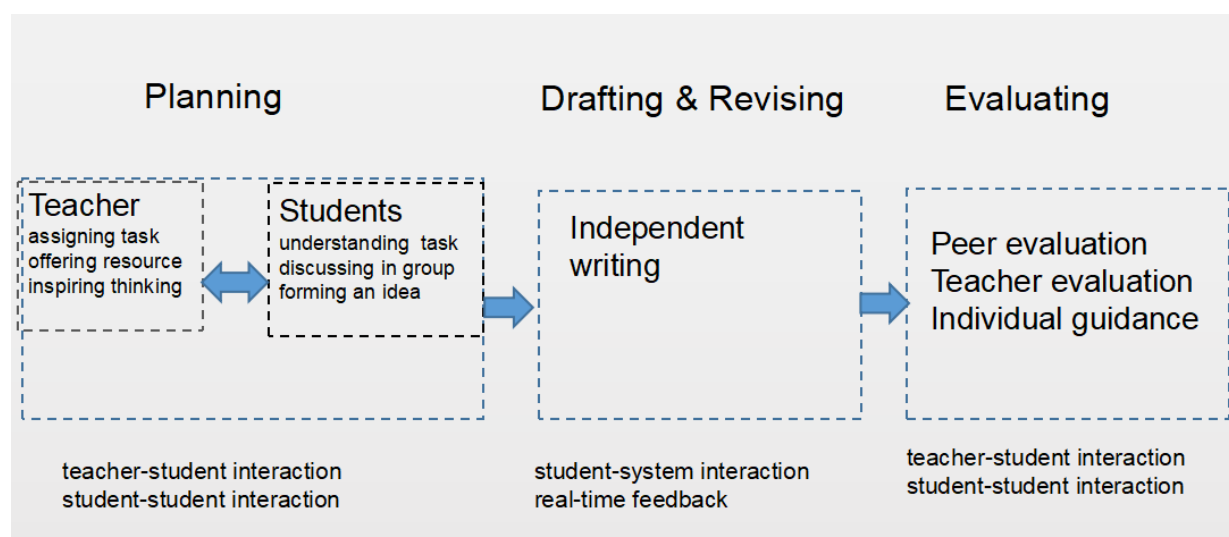 Planning
Drafting & Revising
Evaluating
Teacher
assigning task
offering resource
inspiring thinking
Students
understanding task
discussing in group
forming an idea
Independent
writing
Peer evaluation
Teacher evaluation
Individual guidance
teacher-student interaction
student-student interaction
student-system interaction
real-time feedback
teacher-student interaction
student-student interaction